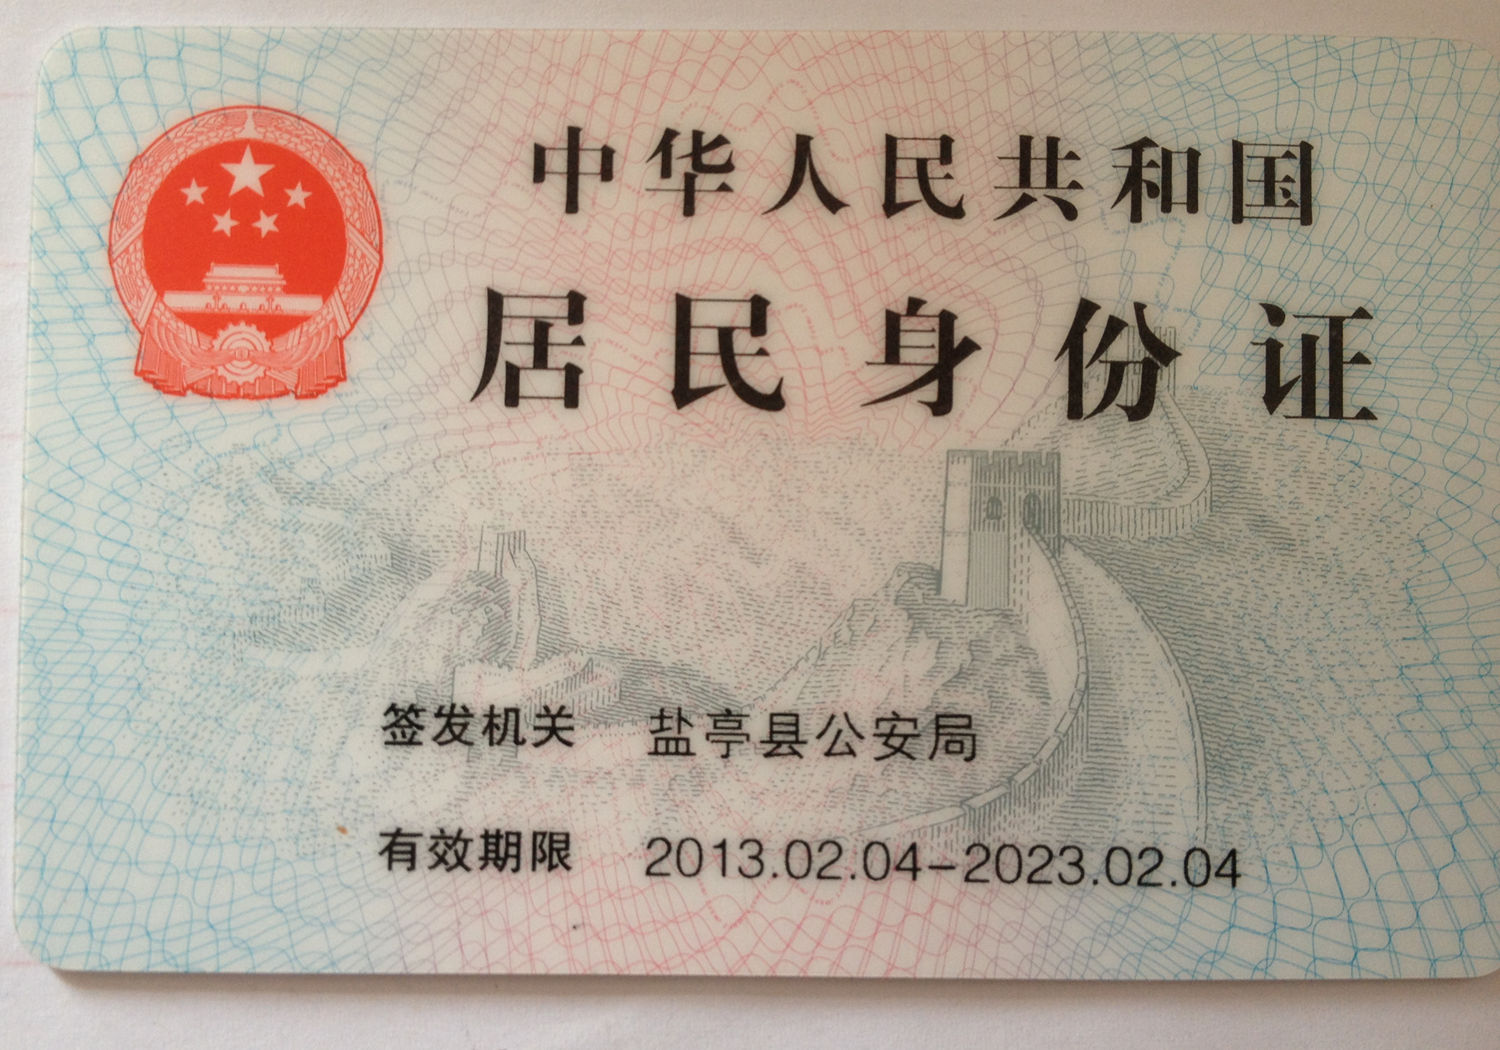 中华人民共和国
居民身份证
签发机关 盐亭县公安局
有效期限 2013.02.04-2023.02.04